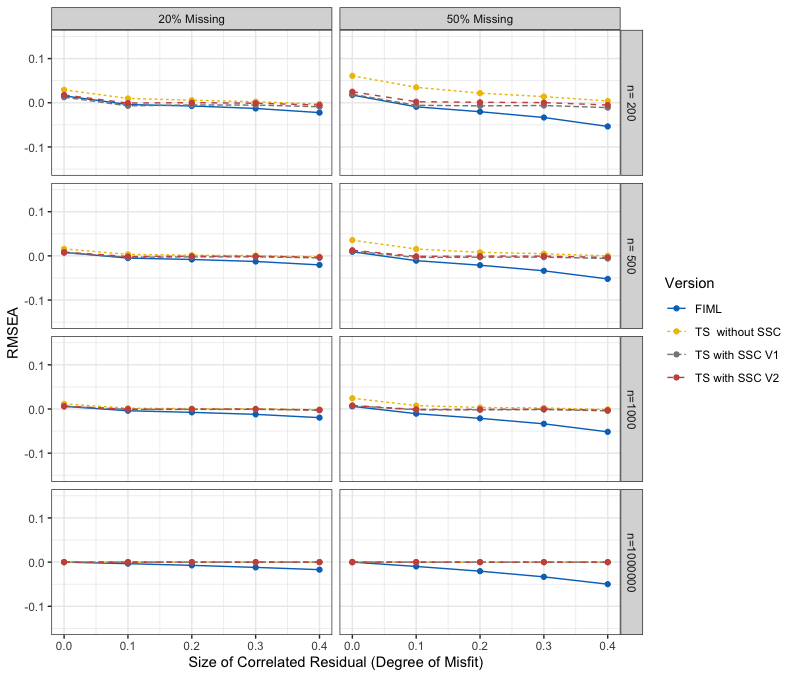 20% Missing
50% Missing
0.1
0.0
-0.1
n= 200
0.1
0.0
-0.1
n= 500
0.1
0.0
-0.1
n=1000
0.1
0.0
-0.1
n=1000000
0.0 0.1 0.2 0.3 0.4
0.0 0.1 0.2 0.3 0.4
Size of Correlated Residual (Degree of Misfit)
RMSEA
Version
FIML
TS  without SSC
TS with SSC V1
TS with SSC V2